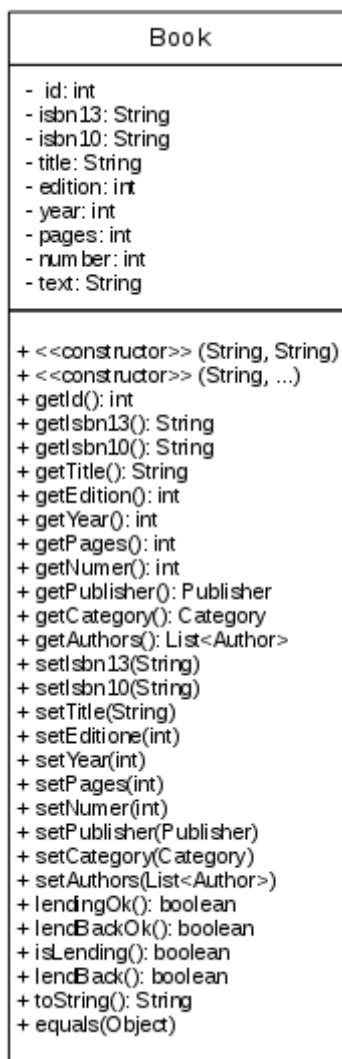 Book
- id: int
- isbn13: String
- isbn10: String
- title: String
- edition: int
- year: int
- pages: int
- number: int
- text: String
+ <<constructor>> (String, String)
+ <<constructor>> (String, ...)
+ getId(): int
+ getIsbn13(): String
+ getIsbn10(): String
+ getTitle(): String
+ getEdition(): int
+ getYear(): int
+ getPages(): int
+ getNumer(): int
+ getPublisher(): Publisher
+ getCategory(): Category
+ getAuthors(): List<Author>
+ setIsbn13(String)
+ setIsbn10(String)
+ setTitle(String)
+ setEditione(int)
+ setYear(int)
+ setPages(int)
+ setNumer(int)
+ setPublisher(Publisher)
+ setCategory(Category)
+ setAuthors(List<Author>)
+ lendingOk(): boolean
+ lendBackOk(): boolean
+ isLending(): boolean
+ lendBack(): boolean
+ toString(): String
+ equals(Object)